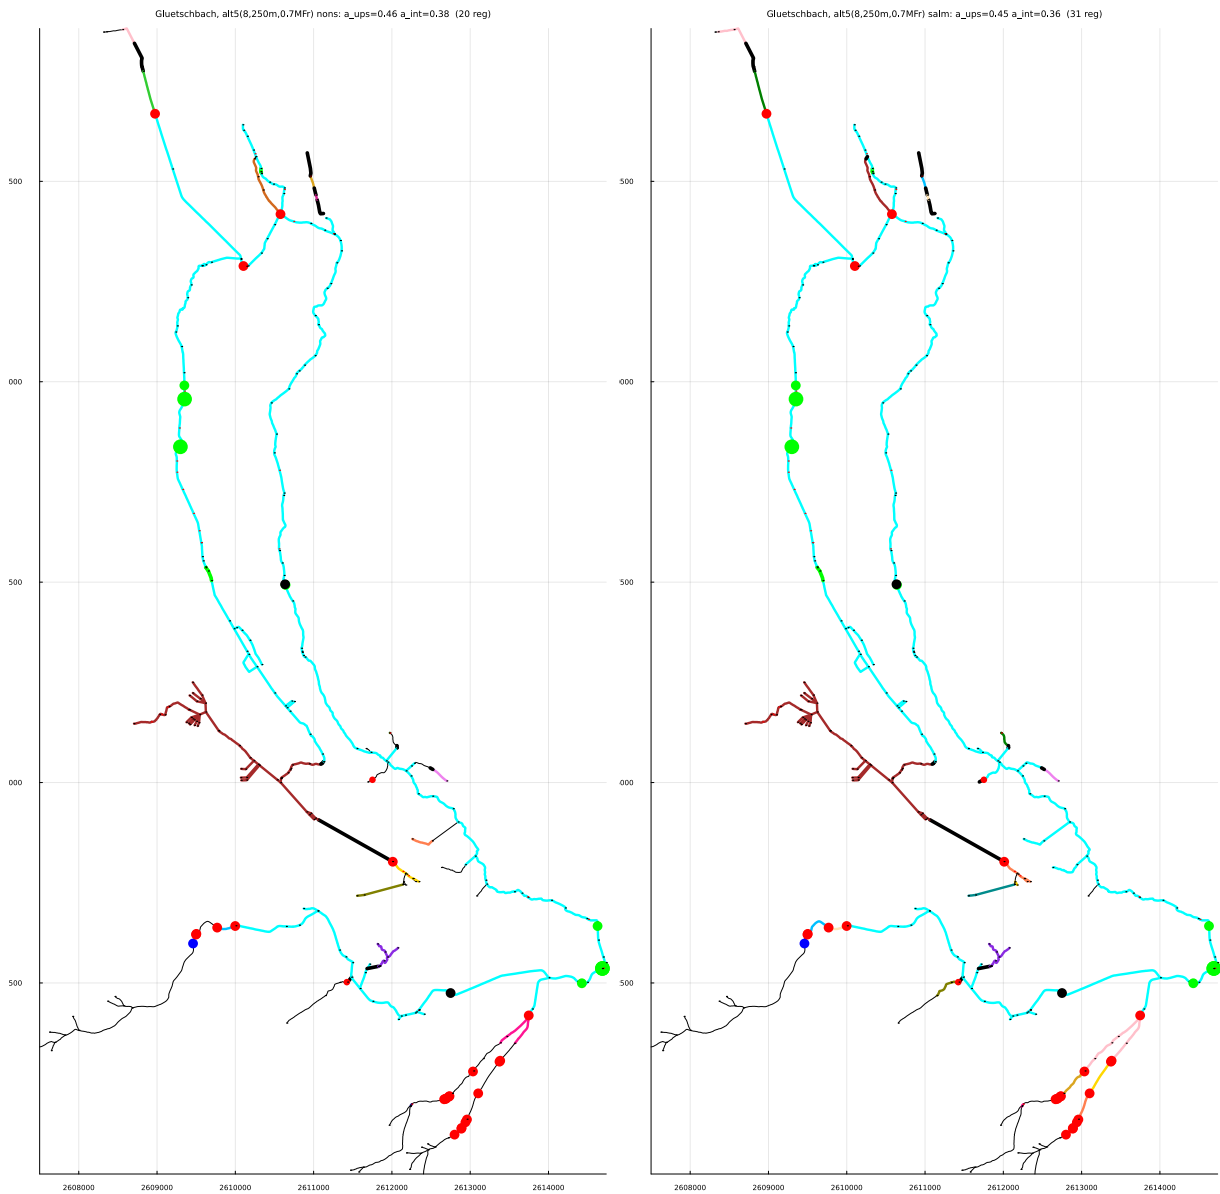 Gluetschbach, alt5(8,250m,0.7MFr) nons: a_ups=0.46 a_int=0.38 (20 reg)
Gluetschbach, alt5(8,250m,0.7MFr) salm: a_ups=0.45 a_int=0.36 (31 reg)
500
500
000
000
500
500
000
000
500
500
2608000 2609000 2610000 2611000 2612000 2613000 2614000
2608000 2609000 2610000 2611000 2612000 2613000 2614000